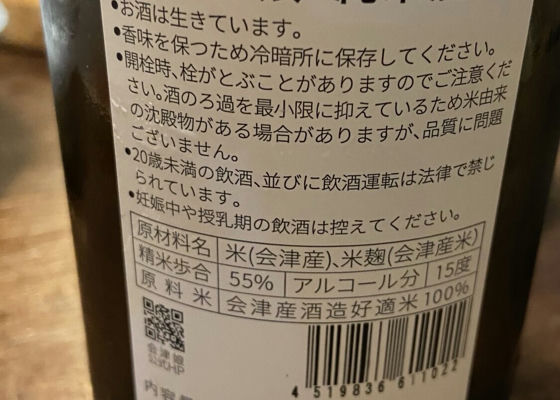 •お酒は生きています。
•香味を保つため冷暗所に保存してください。
•開栓時、栓がとぶことがありますのでご注意くだ
さい。酒のろ過を最小限に抑えているため米由来
の沈殿物がある場合がありますが、品質に問題
ございません。
•20歳未満の飲酒、並びに飲酒運転は法律で禁じ
られています。
•妊娠中や授乳期の飲酒は控えてください。
原材料名 米(会津産)、米麹(会津産米)
精米歩合 55% アルコール分 15度
原料米 会津産酒造好適米100%
会津娘
公式HP
4 519836 611022
内容